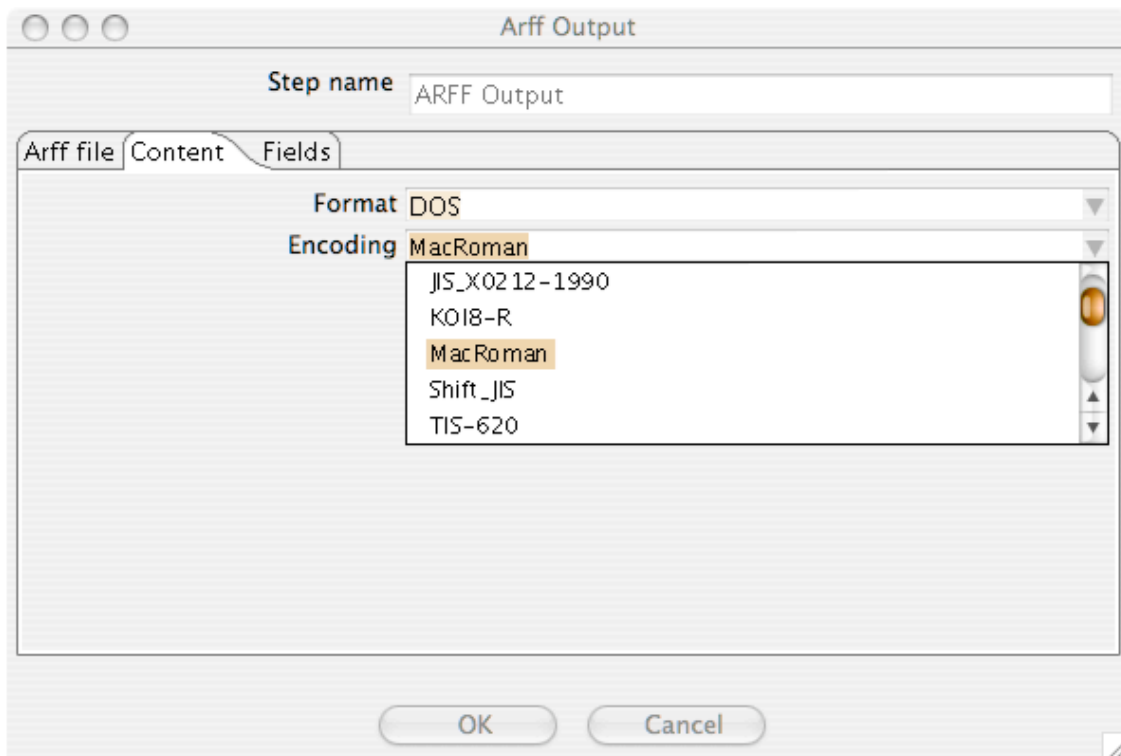 Arff Output
Step name ARFF Output
Arff file Content Fields
Format DOS
Encoding MacRoman
JIS_X0212-1990
KOI8-R
MacRoman
Shift_JIS
TIS-620
OK Cancel